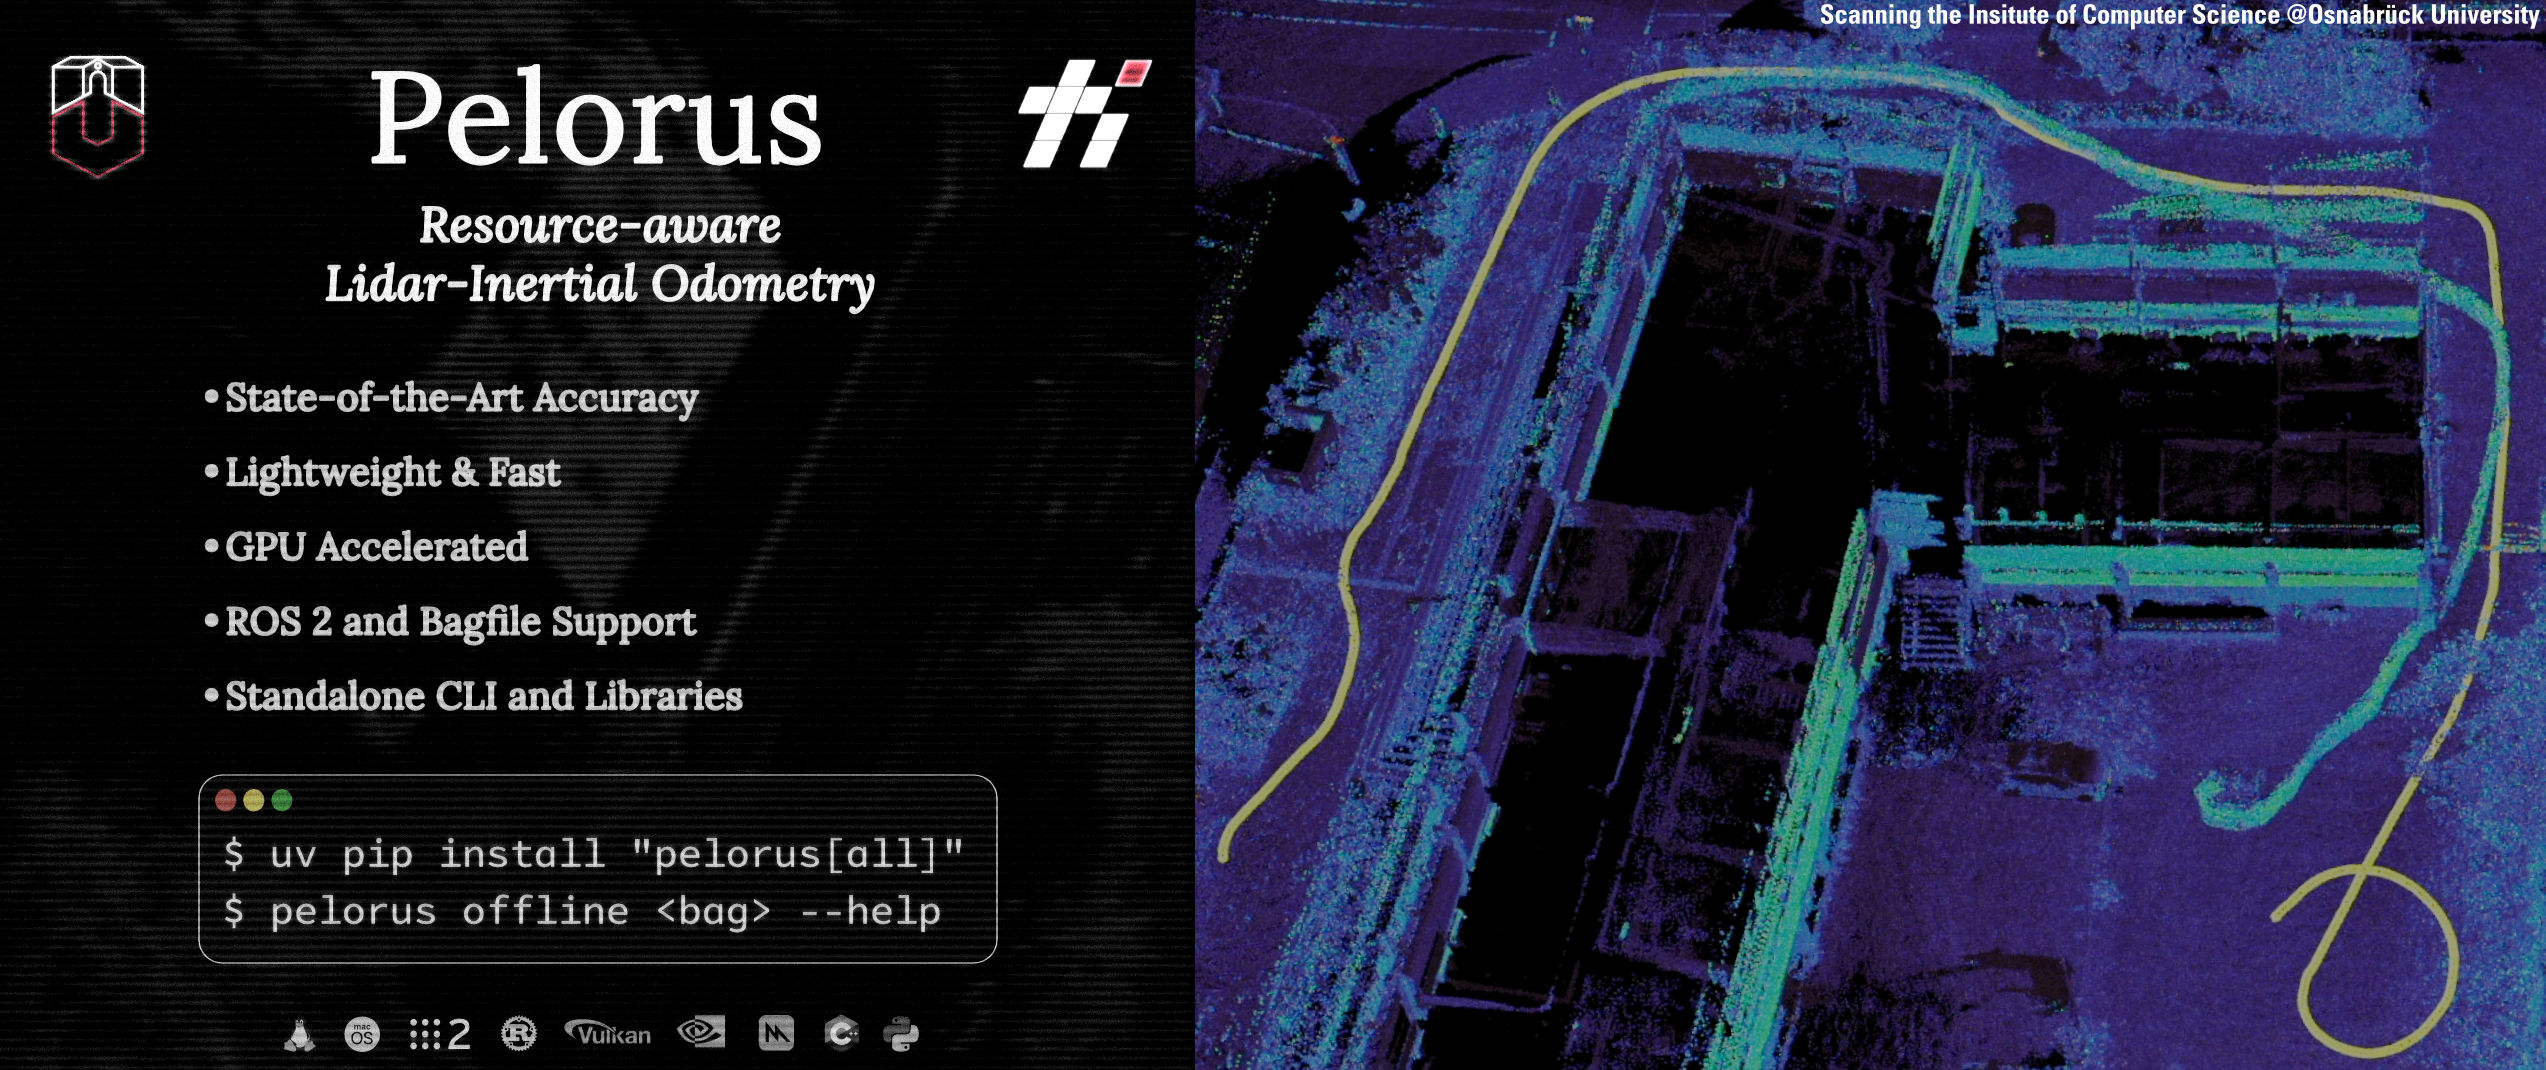 Scanning the Insitute of Computer Science @Osnabrück University
Pelorus
Resource-aware
Lidar-Inertial Odometry
• State-of-the-Art Accuracy
• Lightweight & Fast
• GPU Accelerated
• ROS 2 and Bagfile Support
• Standalone CLI and Libraries
$ uv pip install "pelorus[all]"
$ pelorus offline <bag> --help
mac
OS
2
R
Vulkan
C++